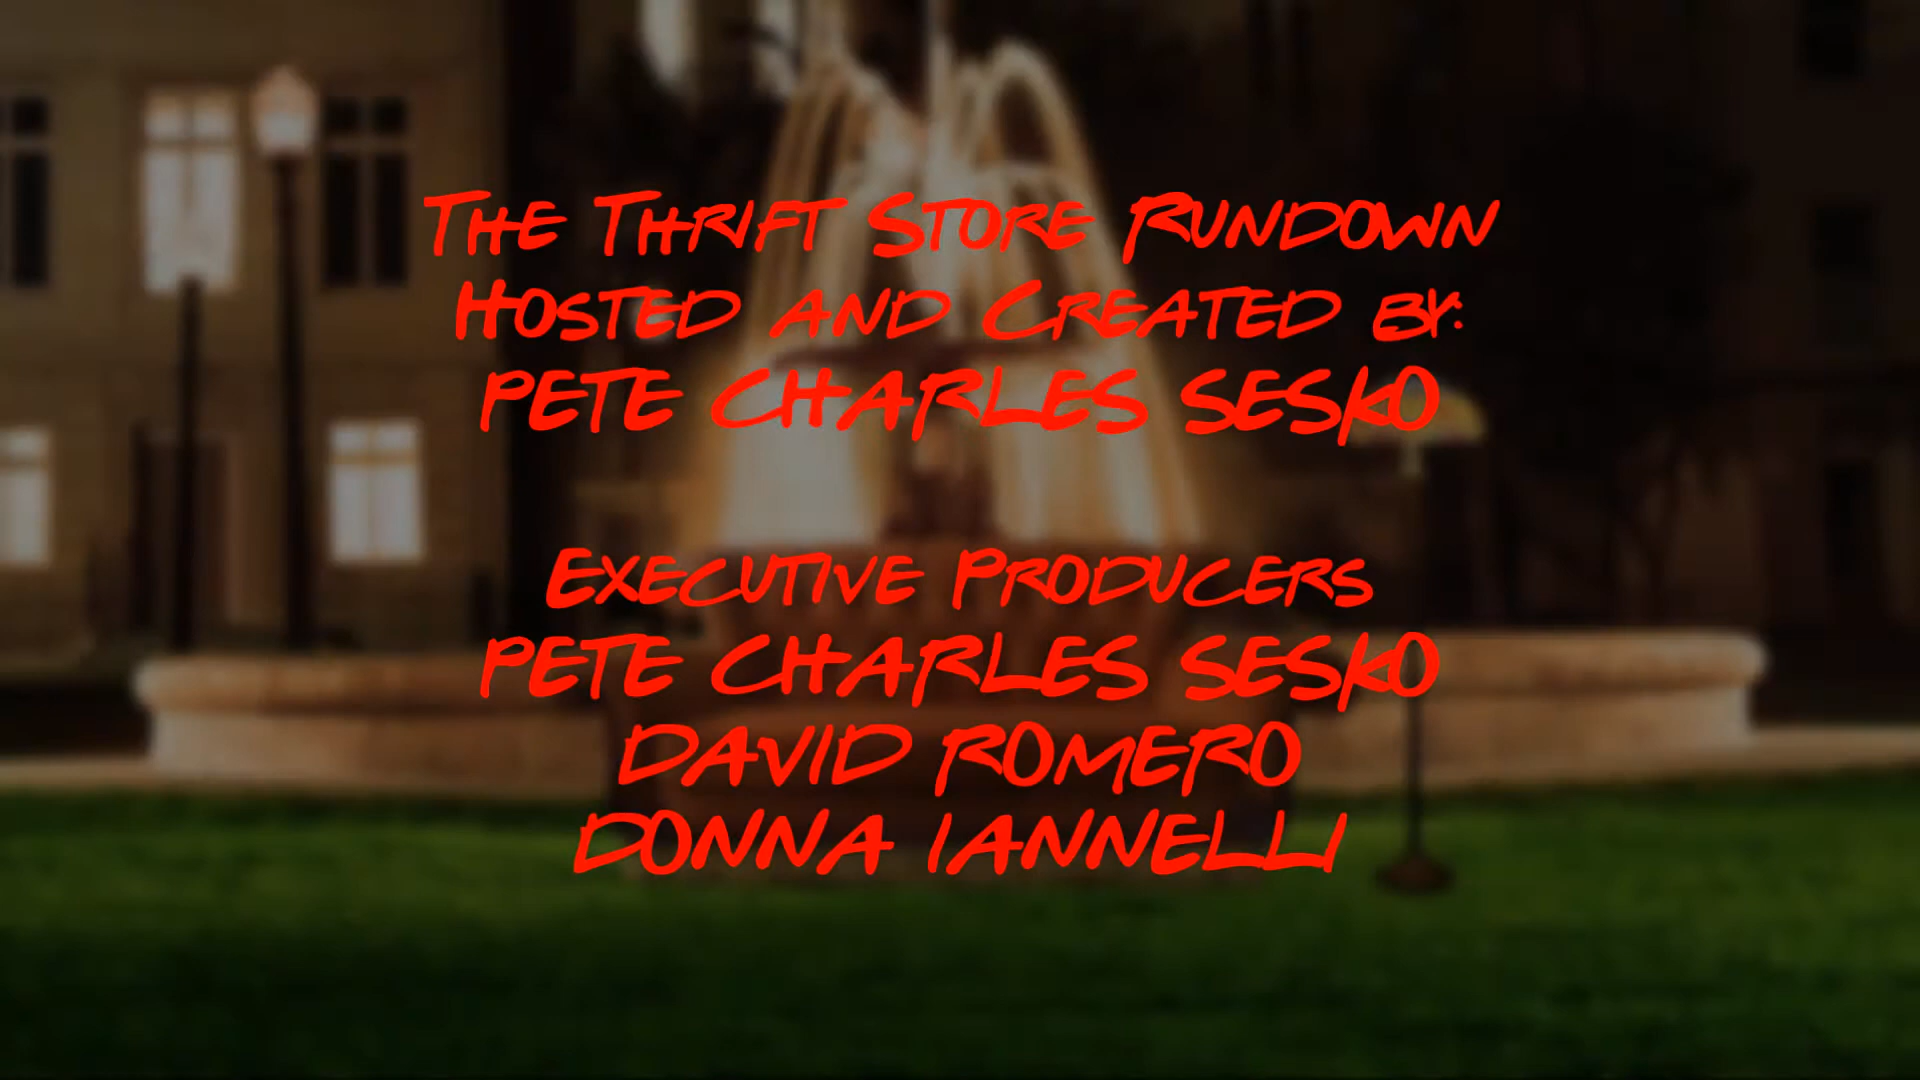 The Thrift Store Rundown
Hosted and Created by:
PETE CHARLES SESKO
Executive Producers
PETE CHARLES SESKO
DAVID ROMERO
DONNA IANNELLI